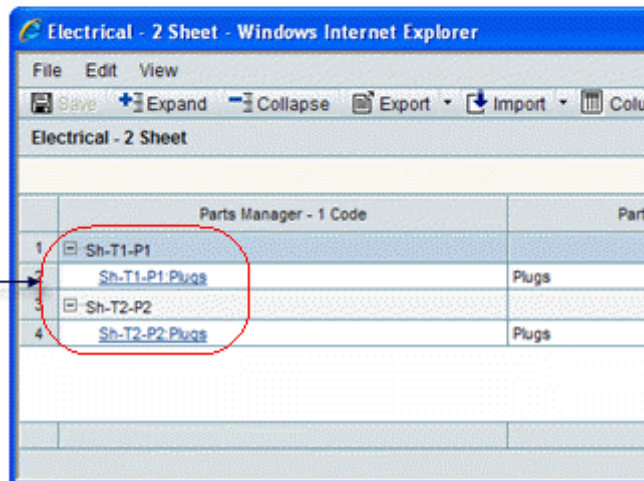 Electrical - 2 Sheet - Windows Internet Explorer
File Edit View
Save Expand Collapse Export Import Colu
Electrical - 2 Sheet
Parts Manager - 1 Code Part
1 Sh-T1-P1
2 Sh-T1-P1:Plugs Plugs
3 Sh-T2-P2
4 Sh-T2-P2:Plugs Plugs